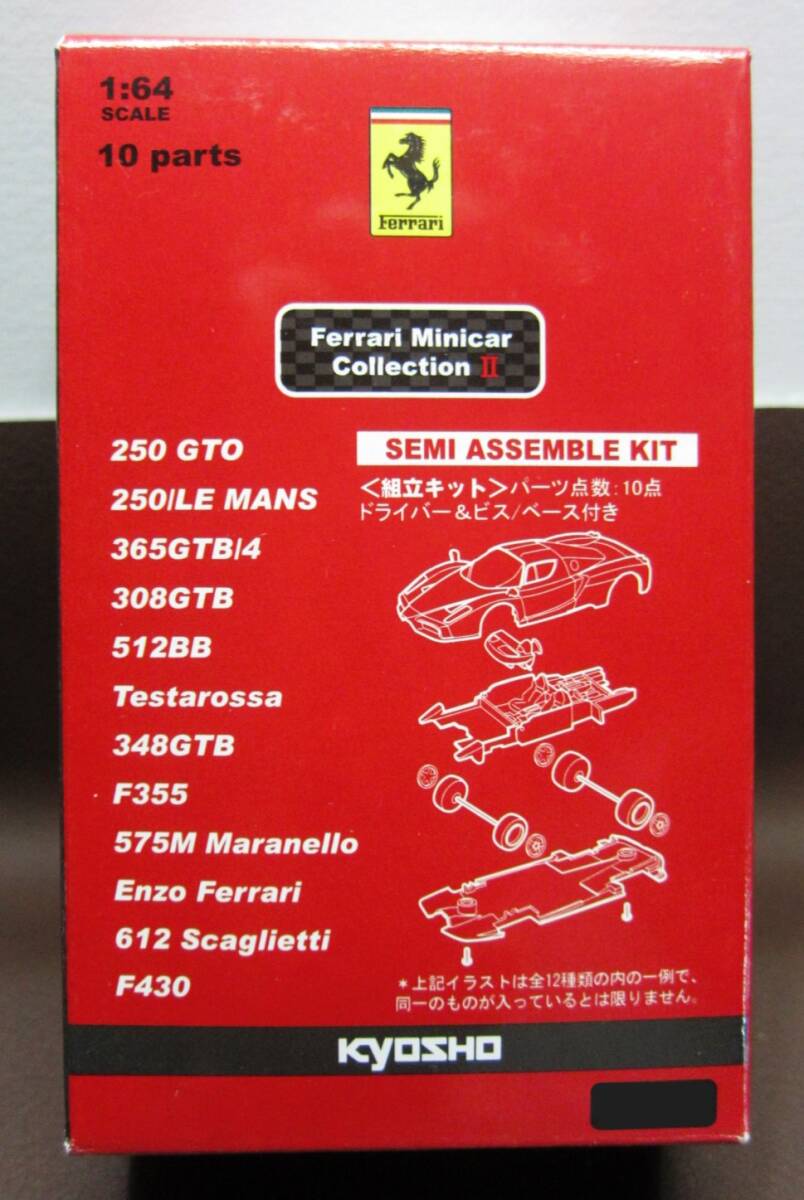 1:64
SCALE
10 parts
Ferrari
Ferrari Minicar
Collection II
250 GTO
250/LE MANS
365GTB/4
308GTB
512BB
Testarossa
348GTB
F355
575M Maranello
Enzo Ferrari
612 Scaglietti
F430
SEMI ASSEMBLE KIT
＜組立キット＞パーツ点数:10点
ドライバー＆ビス/ベース付き
＊上記イラストは全12種類の内の一例で、
同一のものが入っているとは限りません。
KYOSHO